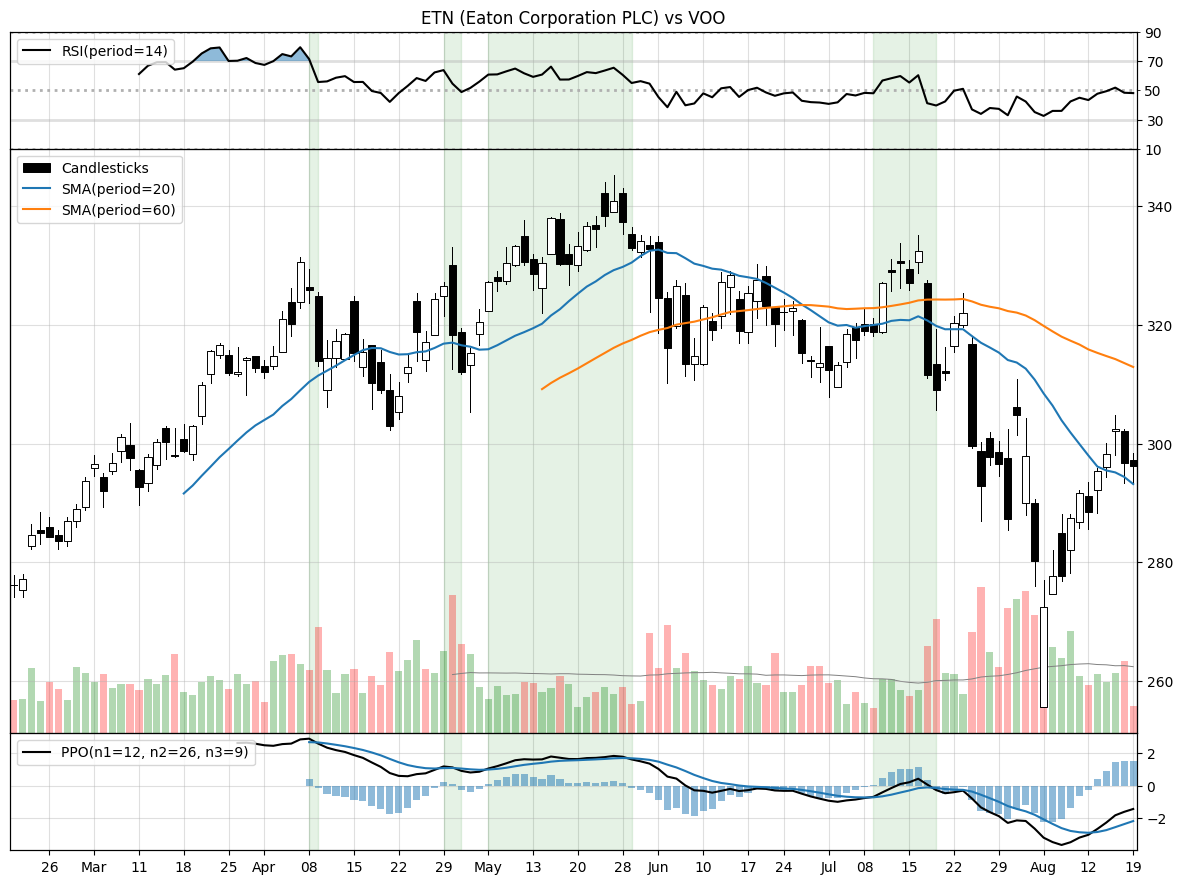 ETN (Eaton Corporation PLC) vs VOO
RSI(period=14)
90
70
50
30
10
Candlesticks
SMA(period=20)
SMA(period=60)
340
320
300
280
260
PPO(n1=12, n2=26, n3=9)
2
0
−2
26 Mar 11 18 25 Apr 08 15 22 29 May 13 20 28 Jun 10 17 24 Jul 08 15 22 29 Aug 12 19